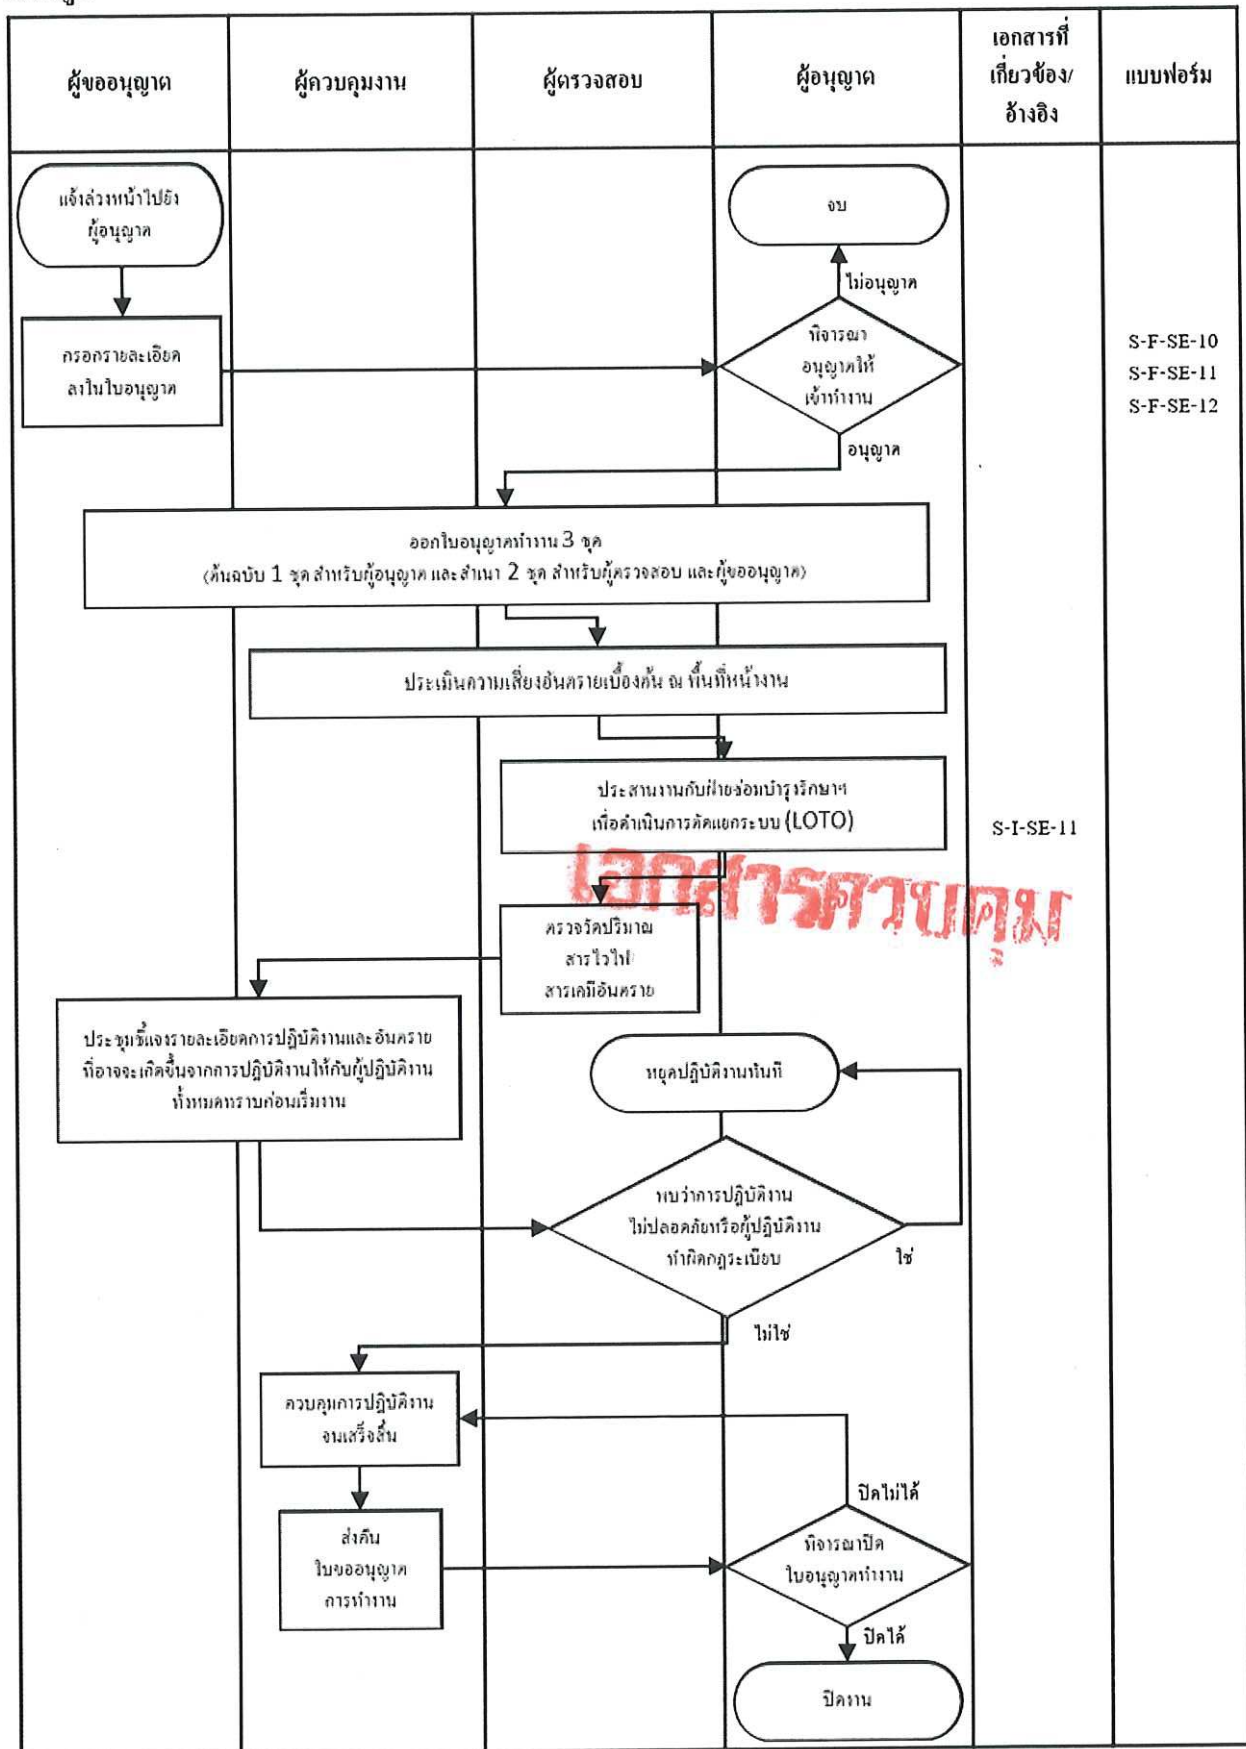 ผู้ขออนุญาต
ผู้ควบคุมงาน
ผู้ตรวจสอบ
ผู้อนุญาต
เอกสารที่
เกี่ยวข้อง/
อ้างอิง
แบบฟอร์ม
แจ้งล่วงหน้าไปยัง
ผู้อนุญาต
จบ
ไม่อนุญาต
กรอกรายละเอียด
ลงในใบอนุญาต
พิจารณา
อนุญาตให้
เข้าทำงาน
S-F-SE-10
S-F-SE-11
S-F-SE-12
อนุญาต
ออกใบอนุญาตทำงาน 3 ชุด
(ต้นฉบับ 1 ชุด สำหรับผู้อนุญาต และสำเนา 2 ชุด สำหรับผู้ตรวจสอบ และผู้ขออนุญาต)
ประเมินความเสี่ยงอันตรายเบื้องต้น ณ พื้นที่หน้างาน
ประสานงานกับฝ่ายซ่อมบำรุงรักษาฯ
เพื่อดำเนินการตัดแยกระบบ (LOTO)
S-I-SE-11
เอกสารควบคุม
ตรวจวัดปริมาณ
สารไวไฟ/
สารเคมีอันตราย
ประชุมชี้แจงรายละเอียดการปฏิบัติงานและอันตราย
ที่อาจจะเกิดขึ้นจากการปฏิบัติงานให้กับผู้ปฏิบัติงาน
ทั้งหมดทราบก่อนเริ่มงาน
หยุดปฏิบัติงานทันที
พบว่าการปฏิบัติงาน
ไม่ปลอดภัยหรือผู้ปฏิบัติงาน
ทำผิดกฎระเบียบ
ใช่
ไม่ใช่
ควบคุมการปฏิบัติงาน
จนเสร็จสิ้น
ปิดไม่ได้
ส่งคืน
ใบขออนุญาต
การทำงาน
พิจารณาปิด
ใบอนุญาตทำงาน
ปิดได้
ปิดงาน